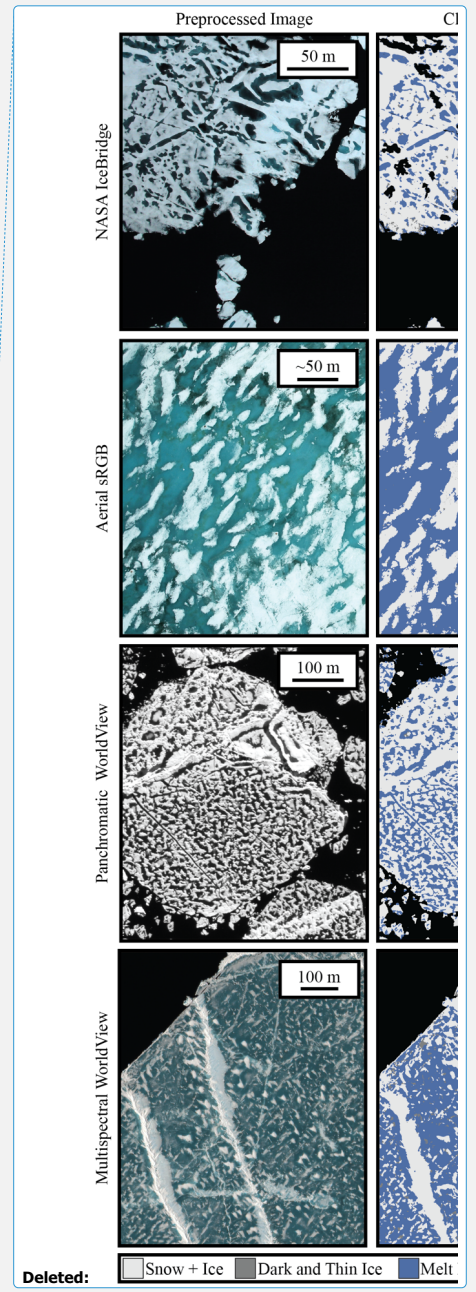 Preprocessed Image Cl
50 m
NASA IceBridge
~50 m
Aerial sRGB
100 m
Panchromatic WorldView
100 m
Multispectral WorldView
Deleted:
Snow + Ice Dark and Thin Ice Melt